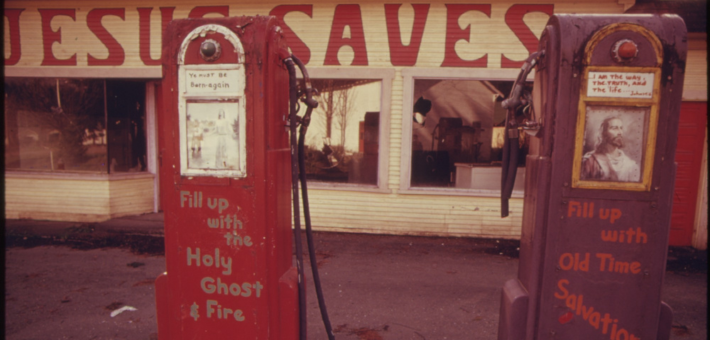 JESUS SAVES
Yo MUST BE
Born-again
Fill up
with
the
Holy
Ghost
& Fire
I AM the WAY,
the truth, and
the life
Fill up
with
Old Time
Salvation